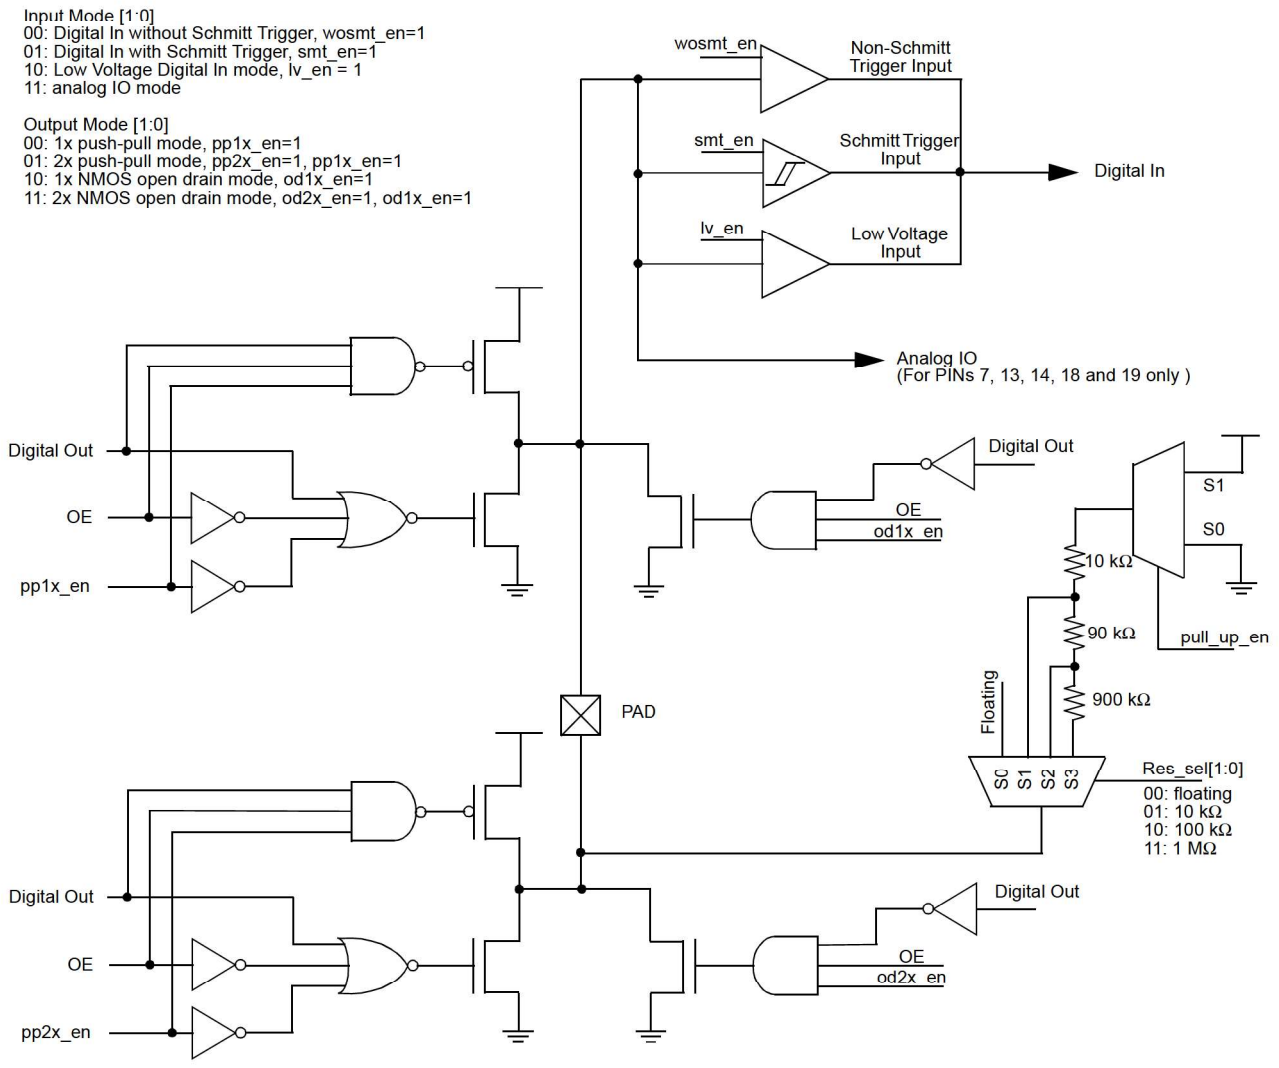 Input Mode [1:0]
00: Digital In without Schmitt Trigger, wosmt_en=1
01: Digital In with Schmitt Trigger, smt_en=1
10: Low Voltage Digital In mode, lv_en = 1
11: analog IO mode
Output Mode [1:0]
00: 1x push-pull mode, pp1x_en=1
01: 2x push-pull mode, pp2x_en=1, pp1x_en=1
10: 1x NMOS open drain mode, od1x_en=1
11: 2x NMOS open drain mode, od2x_en=1, od1x_en=1
wosmt_en
Non-Schmitt
Trigger Input
smt_en
Schmitt Trigger
Input
Digital In
lv_en
Low Voltage
Input
Analog IO
(For PINs 7, 13, 14, 18 and 19 only )
Digital Out
OE
pp1x_en
Digital Out
OE
od1x_en
S1
S0
10 kΩ
90 kΩ
pull_up_en
900 kΩ
Floating
PAD
S0
S1
S2
S3
Res_sel[1:0]
00: floating
01: 10 kΩ
10: 100 kΩ
11: 1 MΩ
Digital Out
OE
pp2x_en
Digital Out
OE
od2x_en